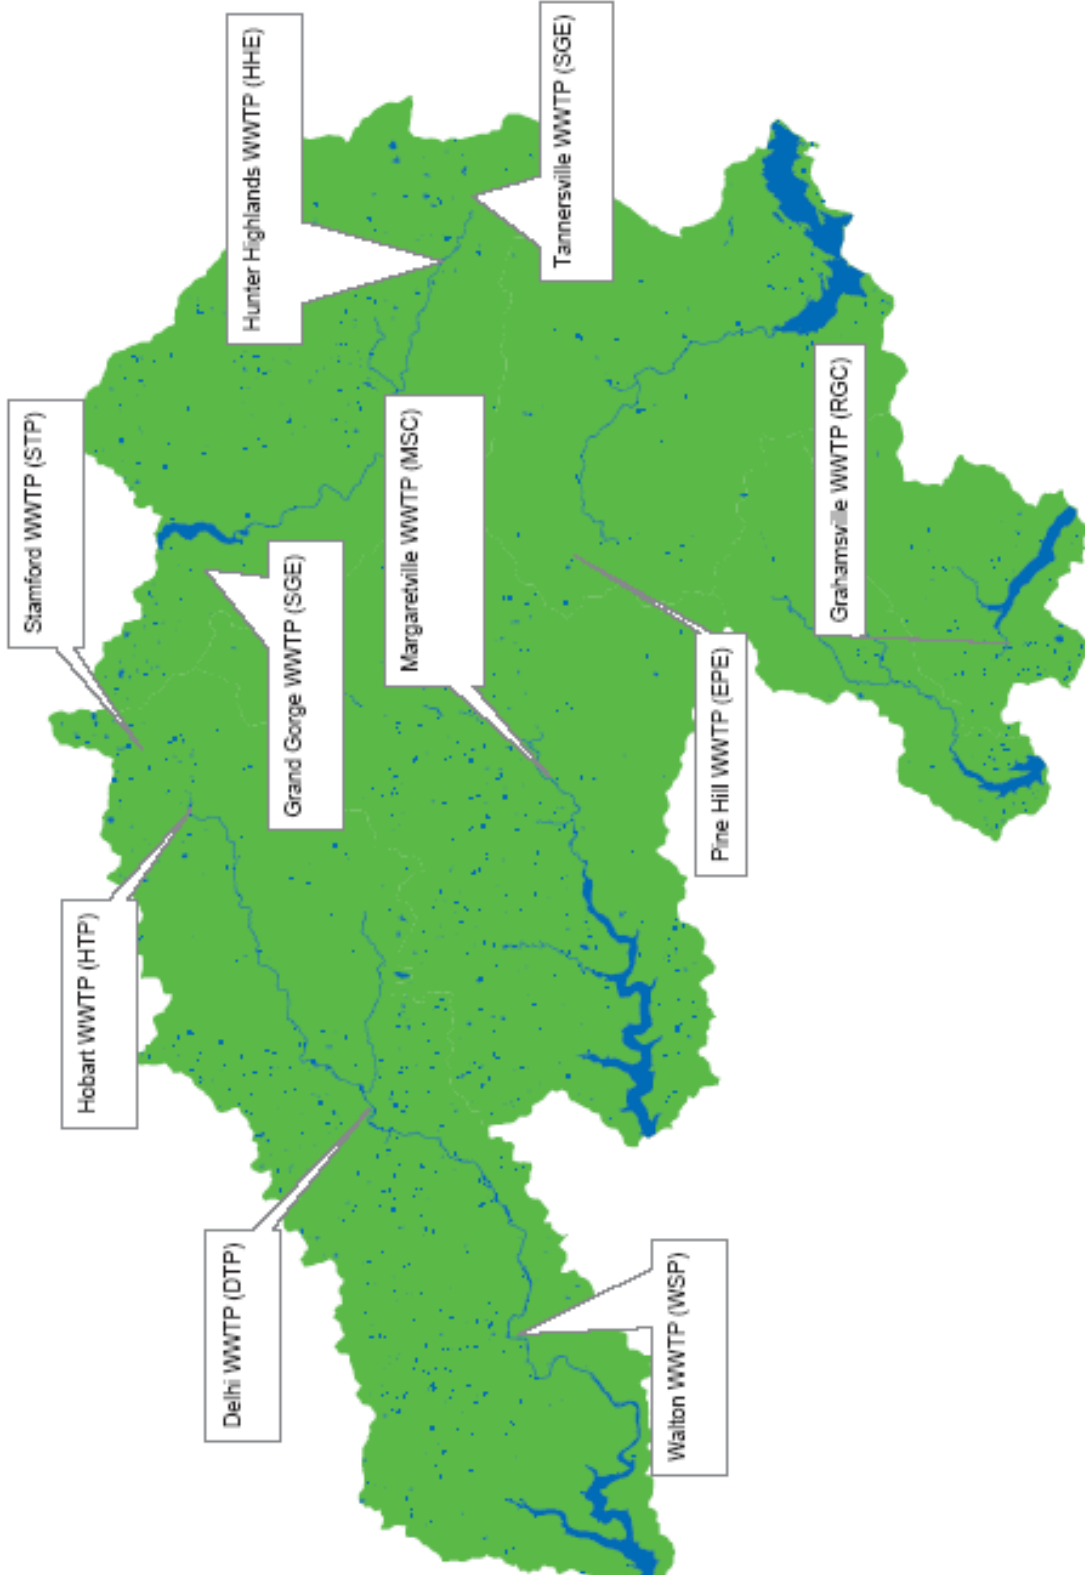 Stamford WWTP (STP)
Hobart WWTP (HTP)
Delhi WWTP (DTP)
Hunter Highlands WWTP (HHE)
Grand Gorge WWTP (SGE)
Margaretville WWTP (MSC)
Tannersville WWTP (SGE)
Walton WWTP (WSP)
Pine Hill WWTP (EPE)
Grahamsville WWTP (RGC)